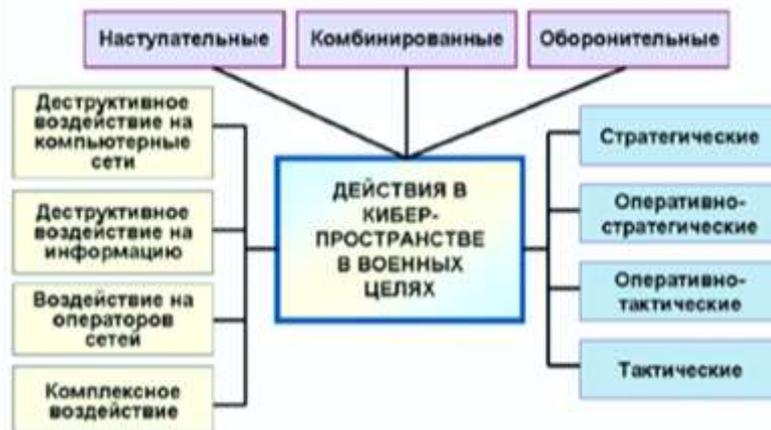 Наступательные
Комбинированные
Оборонительные
Деструктивное
воздействие на
компьютерные
сети
Деструктивное
воздействие на
информацию
Воздействие на
операторов
сетей
Комплексное
воздействие
ДЕЙСТВИЯ В
КИБЕР-
ПРОСТРАНСТВЕ
В ВОЕННЫХ
ЦЕЛЯХ
Стратегические
Оперативно-
стратегические
Оперативно-
тактические
Тактические